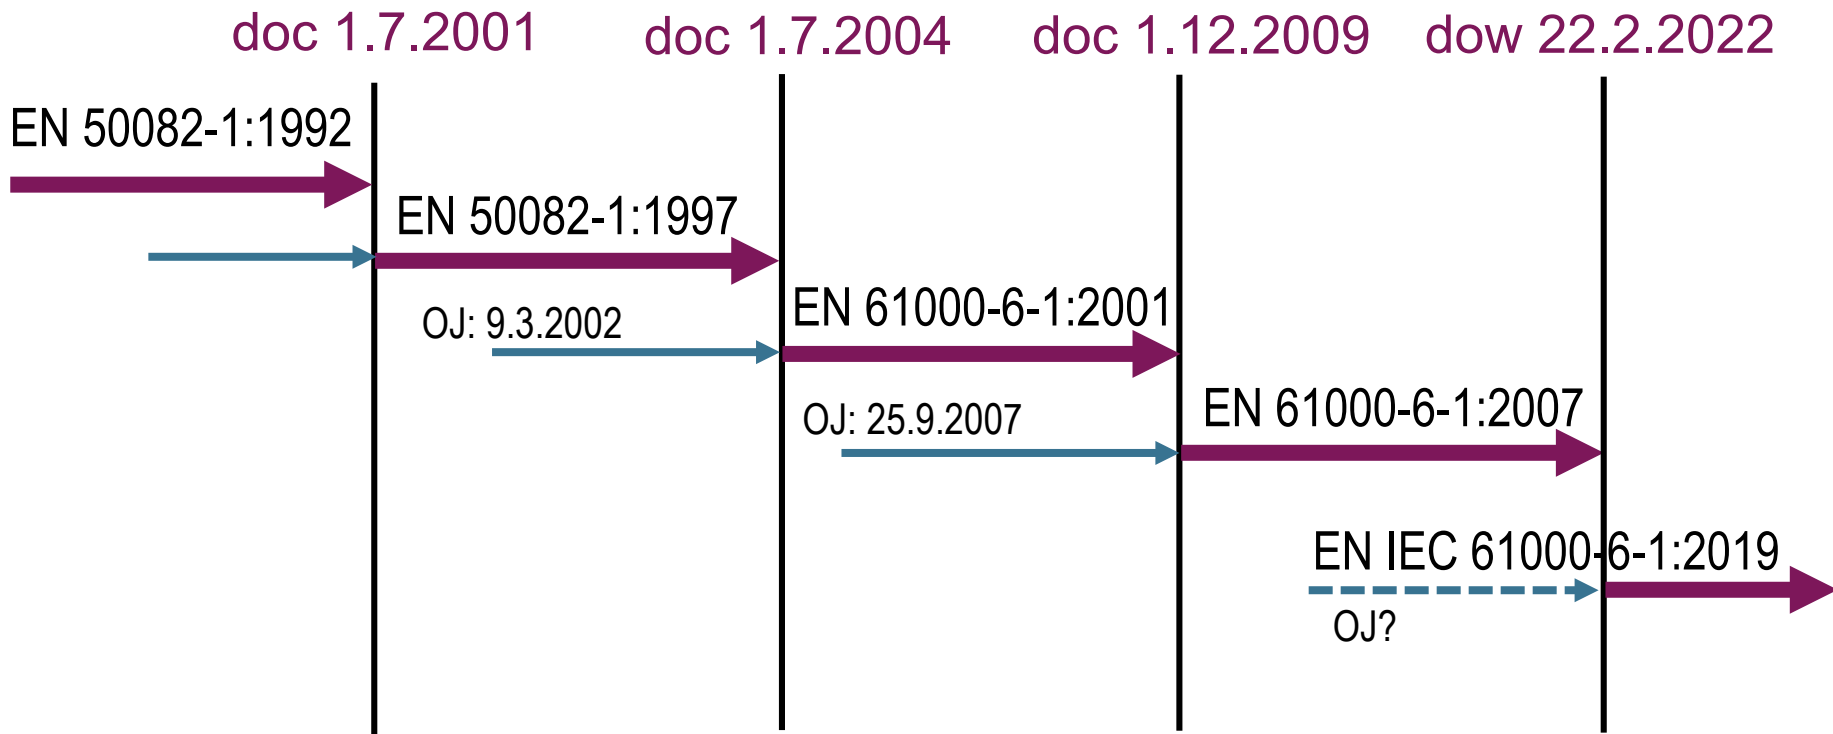 doc 1.7.2001
doc 1.7.2004
doc 1.12.2009
dow 22.2.2022
EN 50082-1:1992
EN 50082-1:1997
OJ: 9.3.2002
EN 61000-6-1:2001
OJ: 25.9.2007
EN 61000-6-1:2007
EN IEC 61000-6-1:2019
OJ?